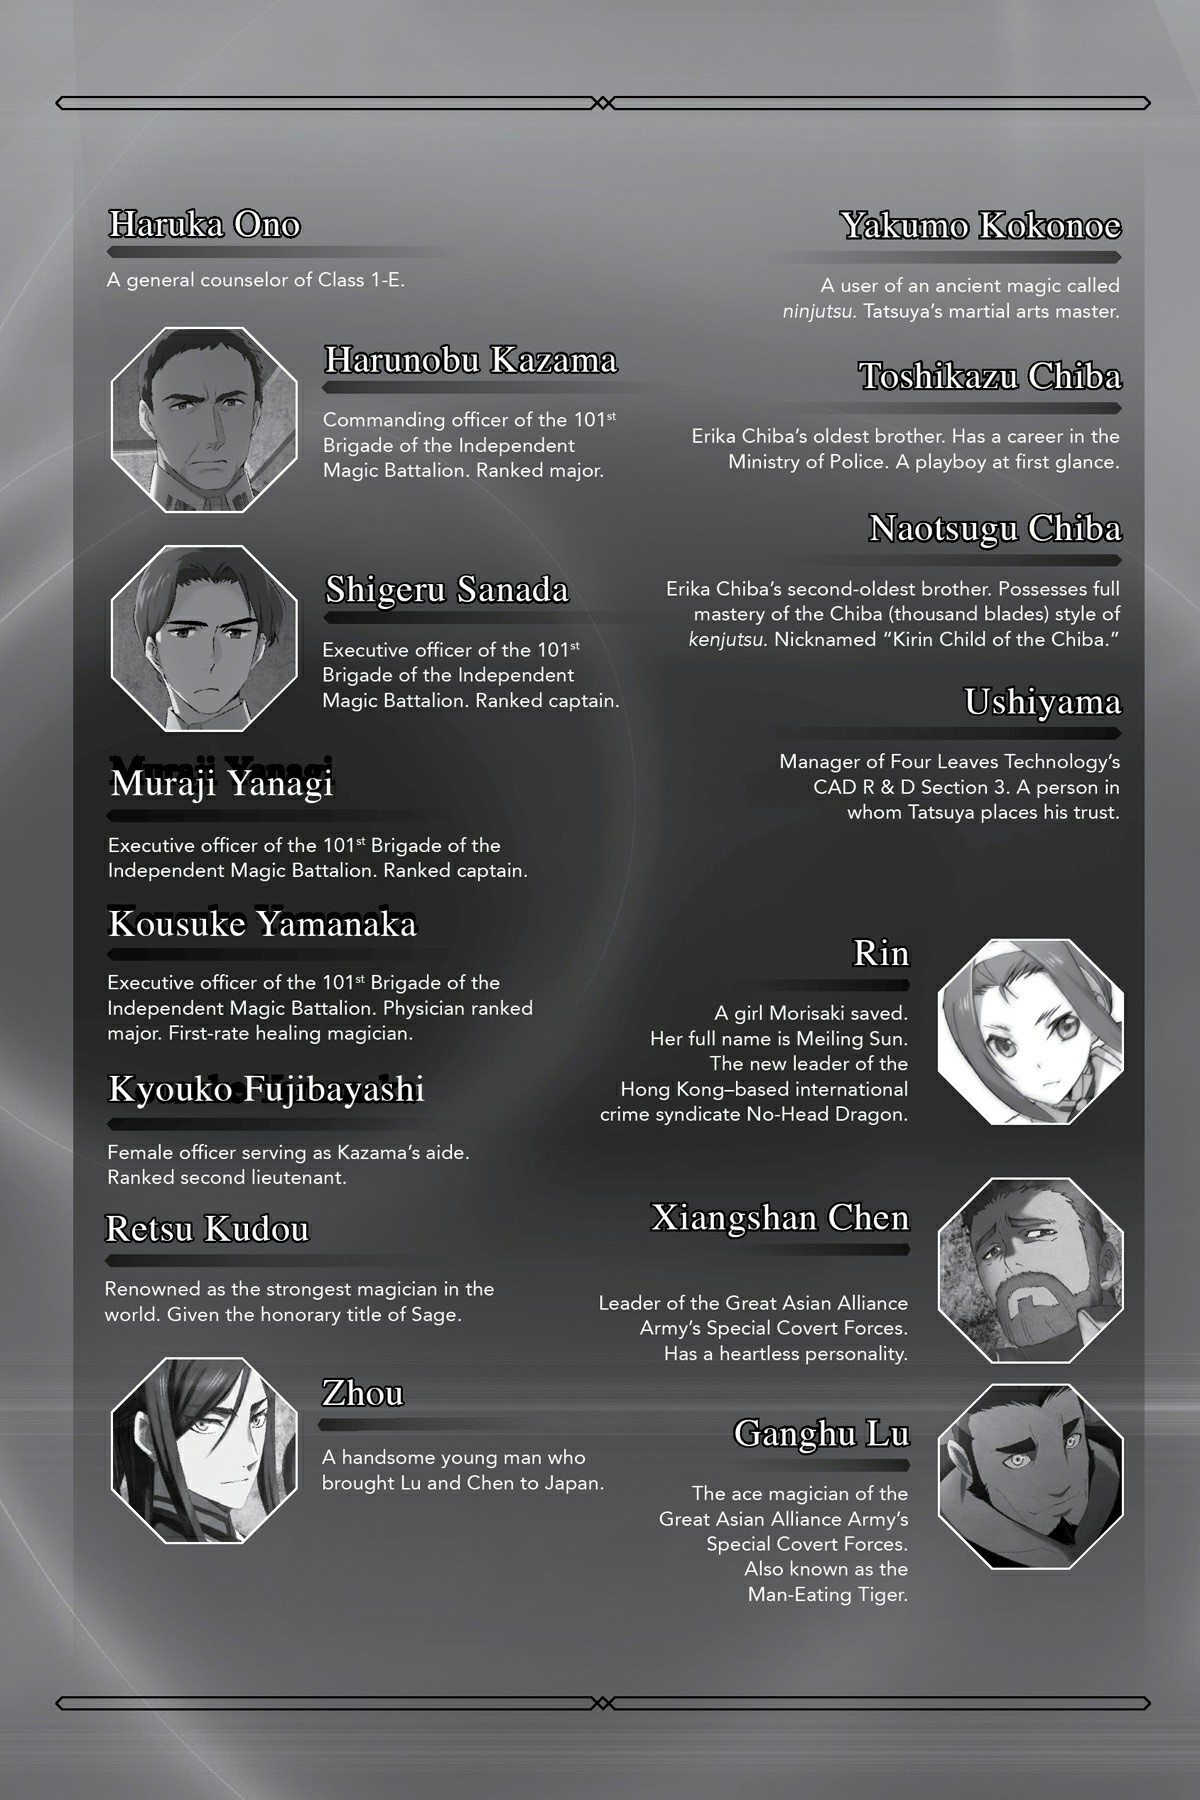 Haruka Ono
A general counselor of Class 1-E.
Harunobu Kazama
Commanding officer of the 101st
Brigade of the Independent
Magic Battalion. Ranked major.
Shigeru Sanada
Executive officer of the 101st
Brigade of the Independent
Magic Battalion. Ranked captain.
Muraji Yanagi
Executive officer of the 101st Brigade of the
Independent Magic Battalion. Ranked captain.
Kousuke Yamanaka
Executive officer of the 101st Brigade of the
Independent Magic Battalion. Physician ranked
major. First-rate healing magician.
Kyouko Fujibayashi
Female officer serving as Kazama’s aide.
Ranked second lieutenant.
Retsu Kudou
Renowned as the strongest magician in the
world. Given the honorary title of Sage.
Zhou
A handsome young man who
brought Lu and Chen to Japan.
Yakumo Kokonoe
A user of an ancient magic called
ninjutsu. Tatsuya’s martial arts master.
Toshikazu Chiba
Erika Chiba’s oldest brother. Has a career in the
Ministry of Police. A playboy at first glance.
Naotsugu Chiba
Erika Chiba’s second-oldest brother. Possesses full
mastery of the Chiba (thousand blades) style of
kenjutsu. Nicknamed “Kirin Child of the Chiba.”
Ushiyama
Manager of Four Leaves Technology’s
CAD R & D Section 3. A person in
whom Tatsuya places his trust.
Rin
A girl Morisaki saved.
Her full name is Meiling Sun.
The new leader of the
Hong Kong–based international
crime syndicate No-Head Dragon.
Xiangshan Chen
Leader of the Great Asian Alliance
Army’s Special Covert Forces.
Has a heartless personality.
Ganghu Lu
The ace magician of the
Great Asian Alliance Army’s
Special Covert Forces.
Also known as the
Man-Eating Tiger.